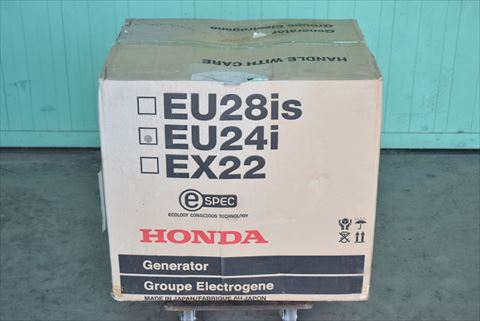 Generator
Groupe Electrogene
HANDLE WITH CARE
EU28is
EU24i
EX22
e SPEC
ECOLOGY CONSCIOUS TECHNOLOGY
HONDA
Generator
Groupe Electrogene
MADE IN JAPAN/FABRIQUE AU JAPON